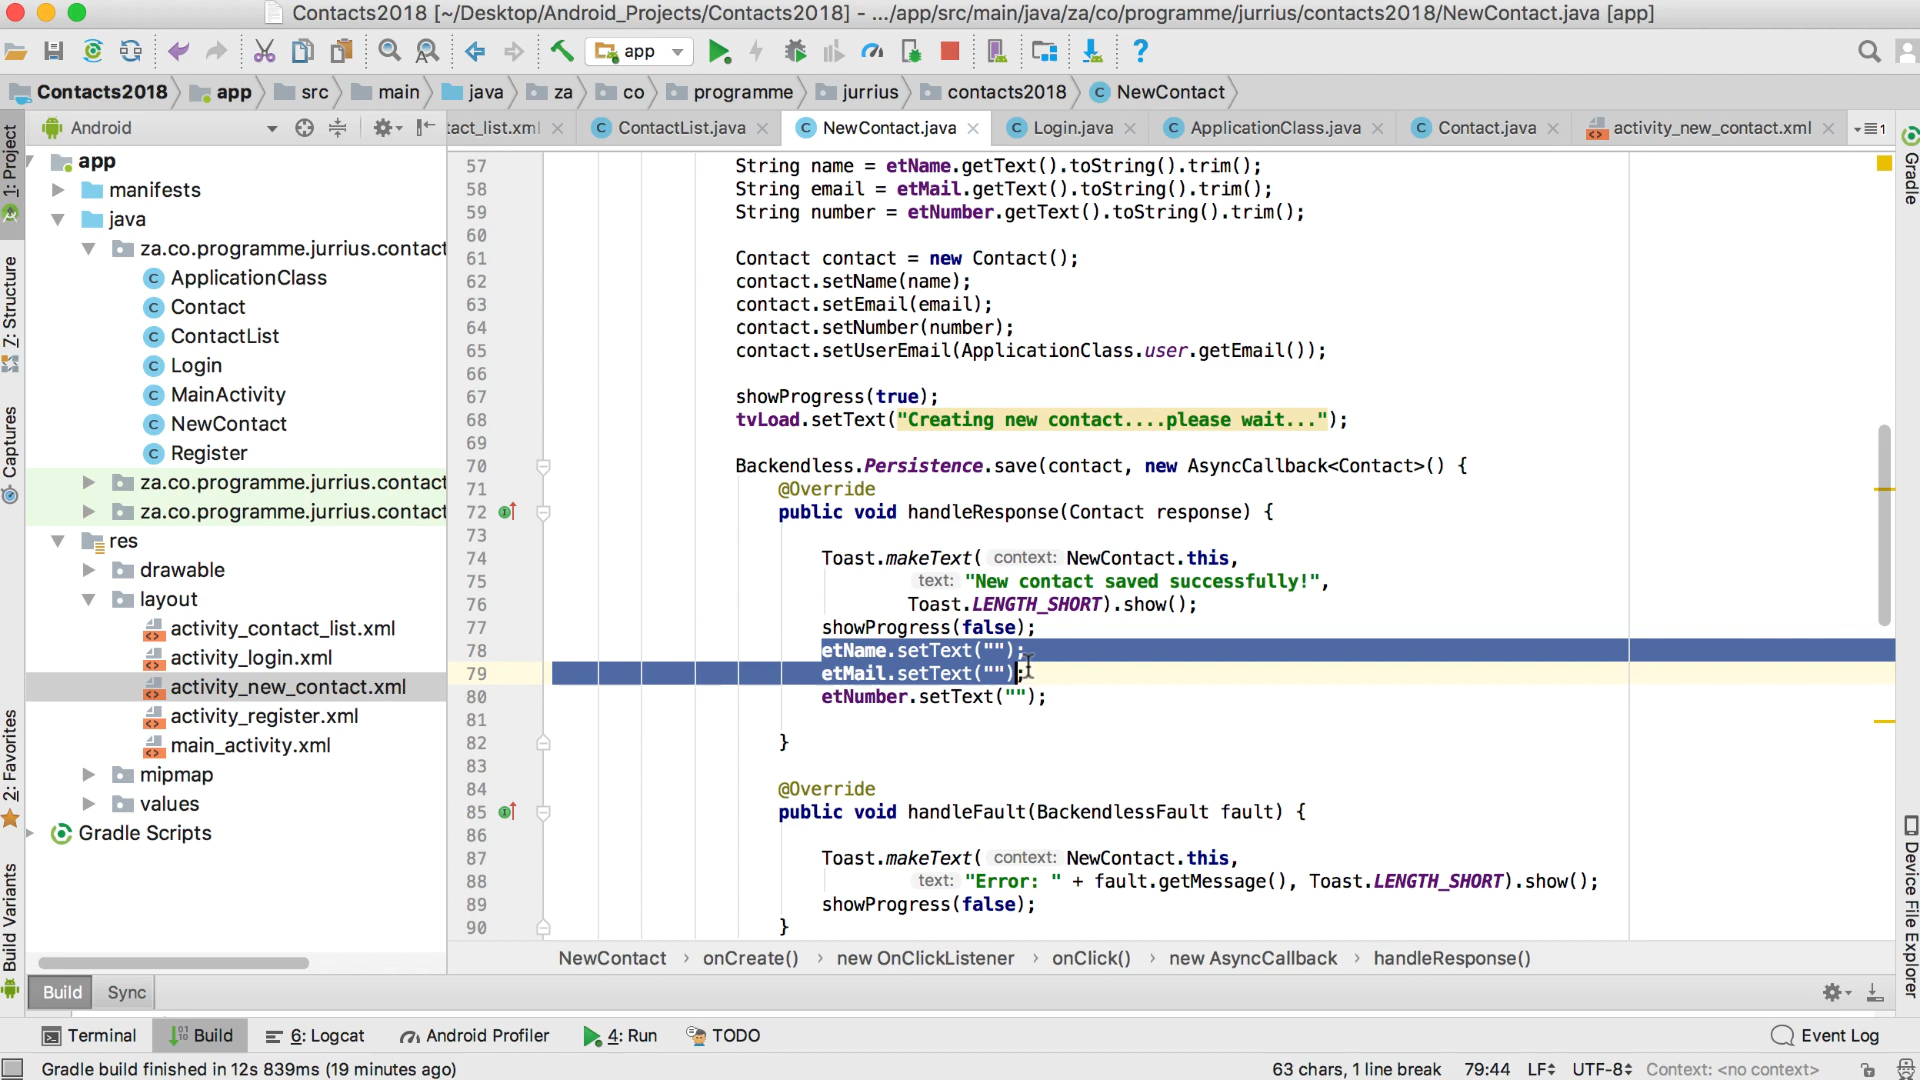 Contacts2018 [~/Desktop/Android_Projects/Contacts2018] - .../app/src/main/java/za/co/programme/jurrius/contacts2018/NewContact.java [app]
app
Contacts2018 app src main java za co programme jurrius contacts2018 NewContact
Android
tact_list.xml ContactList.java NewContact.java Login.java ApplicationClass.java Contact.java activity_new_contact.xml 1
1: Project
Z: Structure
Captures
2: Favorites
Build Variants
app
manifests
java
za.co.programme.jurrius.contact
ApplicationClass
Contact
ContactList
Login
MainActivity
NewContact
Register
za.co.programme.jurrius.contact
za.co.programme.jurrius.contact
res
drawable
layout
activity_contact_list.xml
activity_login.xml
activity_new_contact.xml
activity_register.xml
main_activity.xml
mipmap
values
Gradle Scripts
57 String name = etName.getText().toString().trim();
58 String email = etMail.getText().toString().trim();
59 String number = etNumber.getText().toString().trim();
60
61 Contact contact = new Contact();
62 contact.setName(name);
63 contact.setEmail(email);
64 contact.setNumber(number);
65 contact.setUserEmail(ApplicationClass.user.getEmail());
66
67 showProgress(true);
68 tvLoad.setText("Creating new contact....please wait...");
69
70 Backendless.Persistence.save(contact, new AsyncCallback<Contact>() {
71 @Override
72 public void handleResponse(Contact response) {
73
74 Toast.makeText( context: NewContact.this,
75 text: "New contact saved successfully!",
76 Toast.LENGTH_SHORT).show();
77 showProgress(false);
78 etName.setText("");
79 etMail.setText("");
80 etNumber.setText("");
81
82 }
83
84 @Override
85 public void handleFault(BackendlessFault fault) {
86
87 Toast.makeText( context: NewContact.this,
88 text: "Error: " + fault.getMessage(), Toast.LENGTH_SHORT).show();
89 showProgress(false);
90 }
NewContact › onCreate() › new OnClickListener › onClick() › new AsyncCallback › handleResponse()
Gradle
Device File Explorer
Build Sync
Terminal Build 6: Logcat Android Profiler 4: Run TODO Event Log
Gradle build finished in 12s 839ms (19 minutes ago) 63 chars, 1 line break 79:44 LF UTF-8 Context: <no context>